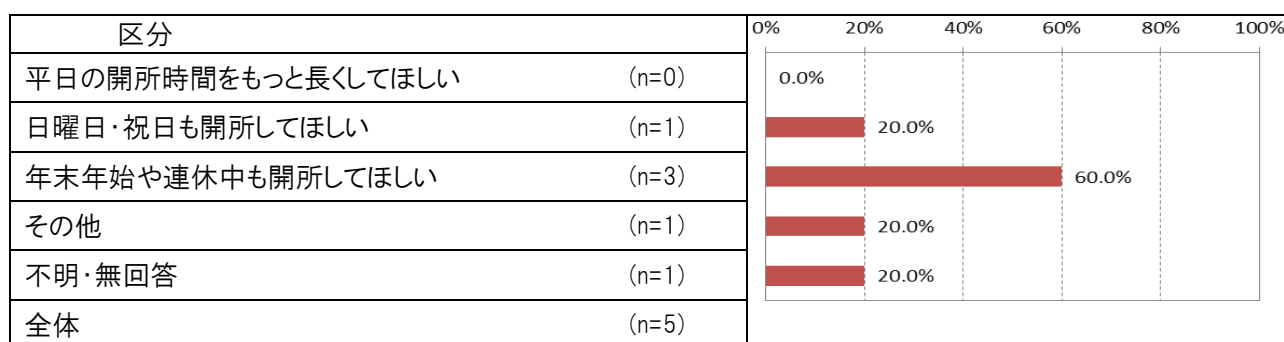 区分 0% 20% 40% 60% 80% 100%
平日の開所時間をもっと長くしてほしい (n=0) 0.0%
日曜日・祝日も開所してほしい (n=1) 20.0%
年末年始や連休中も開所してほしい (n=3) 60.0%
その他 (n=1) 20.0%
不明・無回答 (n=1) 20.0%
全体 (n=5)